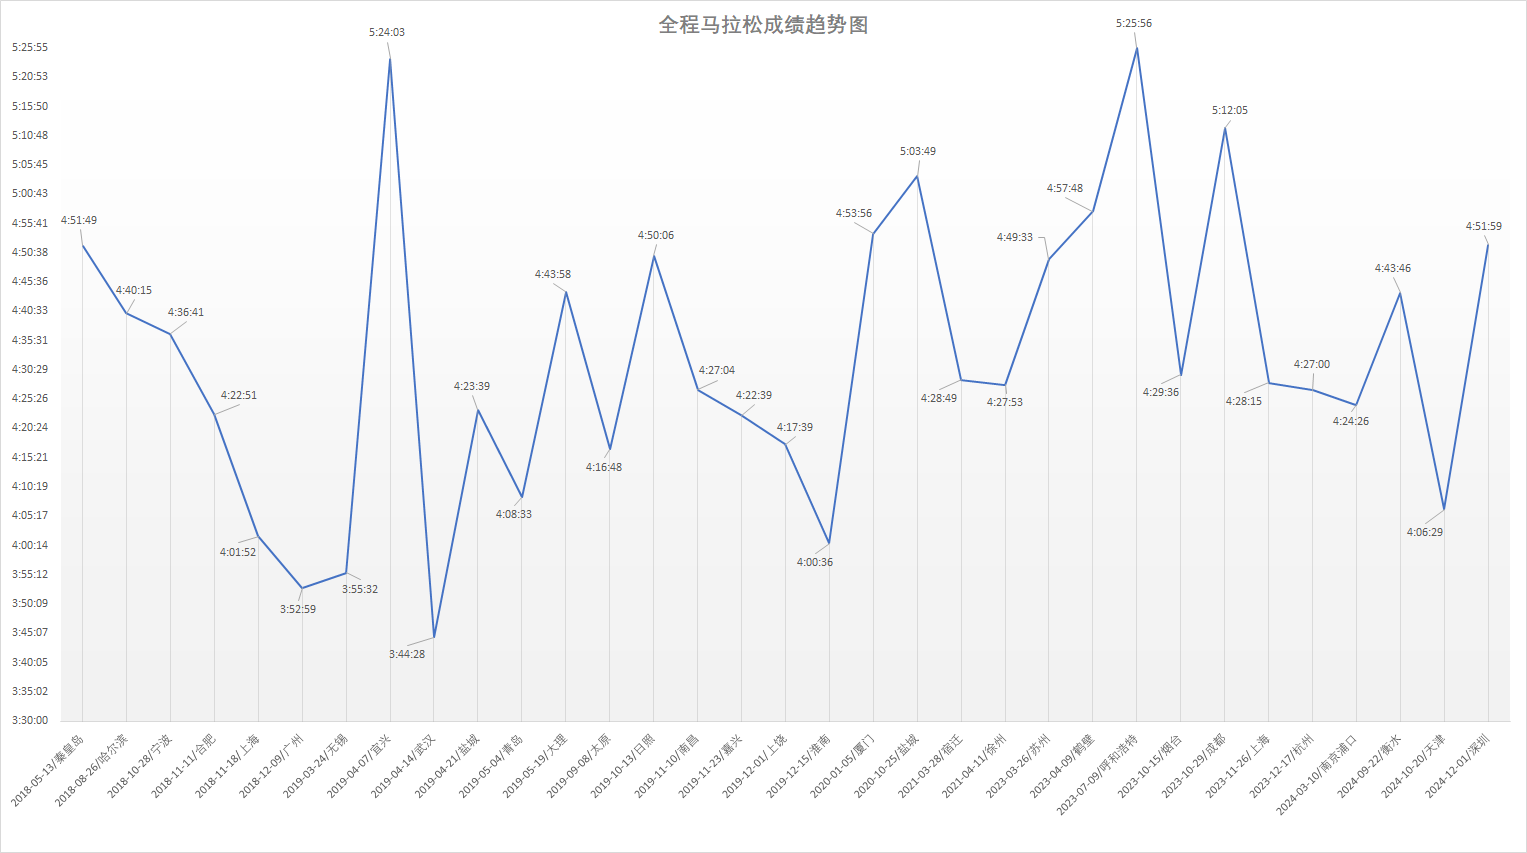 全程马拉松成绩趋势图
5:25:55
5:20:53
5:15:50
5:10:48
5:05:45
5:00:43
4:55:41
4:50:38
4:45:36
4:40:33
4:35:31
4:30:29
4:25:26
4:20:24
4:15:21
4:10:19
4:05:17
4:00:14
3:55:12
3:50:09
3:45:07
3:40:05
3:35:02
3:30:00
4:51:49
4:40:15
4:36:41
4:22:51
4:01:52
3:52:59
3:55:32
5:24:03
3:44:28
4:23:39
4:08:33
4:43:58
4:16:48
4:50:06
4:27:04
4:22:39
4:17:39
4:00:36
4:53:56
5:03:49
4:28:49
4:27:53
4:49:33
4:57:48
5:25:56
4:29:36
5:12:05
4:28:15
4:27:00
4:24:26
4:43:46
4:06:29
4:51:59
2018-05-13/秦皇岛
2018-08-26/哈尔滨
2018-10-28/宁波
2018-11-11/合肥
2018-11-18/上海
2018-12-09/广州
2019-03-24/无锡
2019-04-07/宜兴
2019-04-14/武汉
2019-04-21/盐城
2019-05-04/青岛
2019-05-19/大理
2019-09-08/太原
2019-10-13/日照
2019-11-10/南昌
2019-11-23/嘉兴
2019-12-01/上饶
2019-12-15/淮南
2020-01-05/厦门
2020-10-25/盐城
2021-03-28/宿迁
2021-04-11/徐州
2023-03-26/苏州
2023-04-09/鹤壁
2023-07-09/呼和浩特
2023-10-15/烟台
2023-10-29/成都
2023-11-26/上海
2023-12-17/杭州
2024-03-10/南京浦口
2024-09-22/衡水
2024-10-20/天津
2024-12-01/深圳